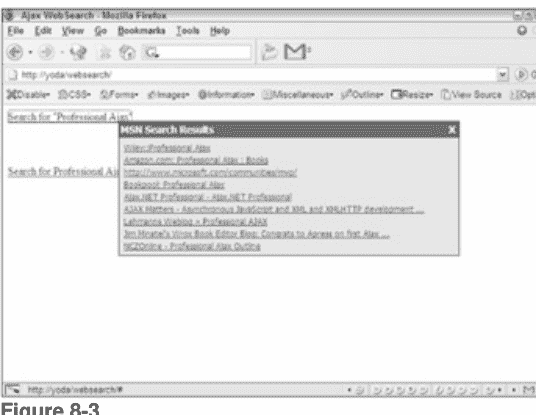 Ajax WebSearch - Mozilla Firefox
File Edit View Go Bookmarks Tools Help
http://yoda/websearch/
Disable CSS Forms Images Information Miscellaneous Outline Resize View Source
Search for "Professional Ajax"
MSN Search Results X
Wiley::Professional Ajax
Amazon.com: Professional Ajax : Books
http://www.microsoft.com/communities/mvp/
Bookpool: Professional Ajax
Ajax.NET Professional - Ajax.NET Professional
AJAX Matters - Asynchronous JavaScript and XML and XMLHTTP development ...
Search for Professional Aj
Lehmanns Weblog » Professional AJAX
Jim Minatel's Wrox Book Editor Blog: Congrats to Apress on first Ajax ...
NCZOnline - Professional Ajax Outline
http://yoda/websearch/#
Figure 8-3